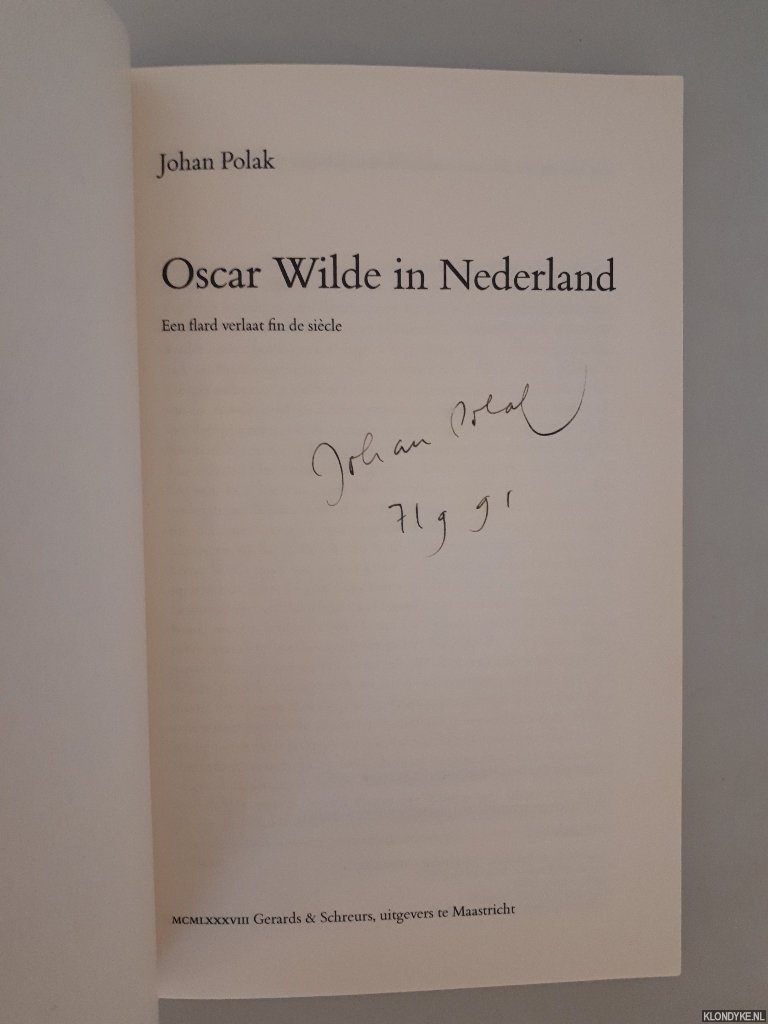 Johan Polak
Oscar Wilde in Nederland
Een flard verlaat fin de siècle
Johan Polak
7/9 91
MCMLXXXVIII Gerards & Schreurs, uitgevers te Maastricht
KLONDYKE.NL